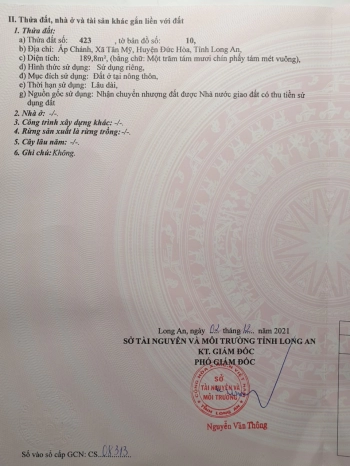 II. Thửa đất, nhà ở và tài sản khác gắn liền với đất
1. Thửa đất:
a) Thửa đất số: 423 , tờ bản đồ số: 10,
b) Địa chỉ: Ấp Chánh, Xã Tân Mỹ, Huyện Đức Hòa, Tỉnh Long An,
c) Diện tích: 189,8m², (bằng chữ: Một trăm tám mươi chín phẩy tám mét vuông),
d) Hình thức sử dụng: Sử dụng riêng,
đ) Mục đích sử dụng: Đất ở tại nông thôn,
e) Thời hạn sử dụng: Lâu dài,
g) Nguồn gốc sử dụng: Nhận chuyển nhượng đất được Nhà nước giao đất có thu tiền sử
dụng đất
2. Nhà ở: -/-.
3. Công trình xây dựng khác: -/-.
4. Rừng sản xuất là rừng trồng: -/-.
5. Cây lâu năm: -/-.
6. Ghi chú: Không.
Long An, ngày 02 tháng 12 năm 2021
SỞ TÀI NGUYÊN VÀ MÔI TRƯỜNG TỈNH LONG AN
KT. GIÁM ĐỐC
PHÓ GIÁM ĐỐC
SỞ
TÀI NGUYÊN VÀ
MÔI TRƯỜNG
TỈNH LONG AN
Nguyễn Văn Thông
Số vào sổ cấp GCN: CS